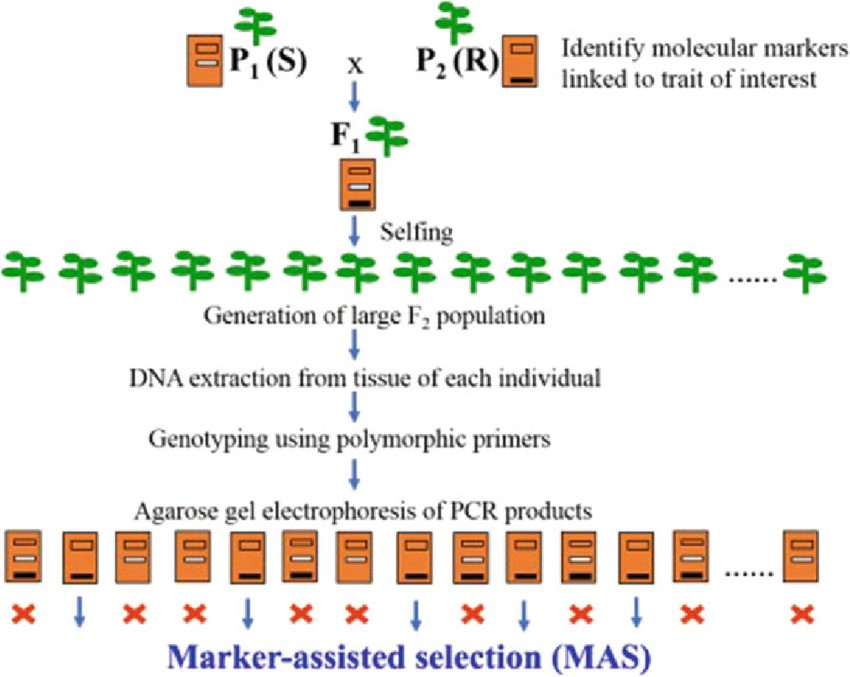 P₁ (S) x P₂ (R) Identify molecular markers
linked to trait of interest
F₁
Selfing
......
Generation of large F₂ population
DNA extraction from tissue of each individual
Genotyping using polymorphic primers
Agarose gel electrophoresis of PCR products
......
Marker-assisted selection (MAS)